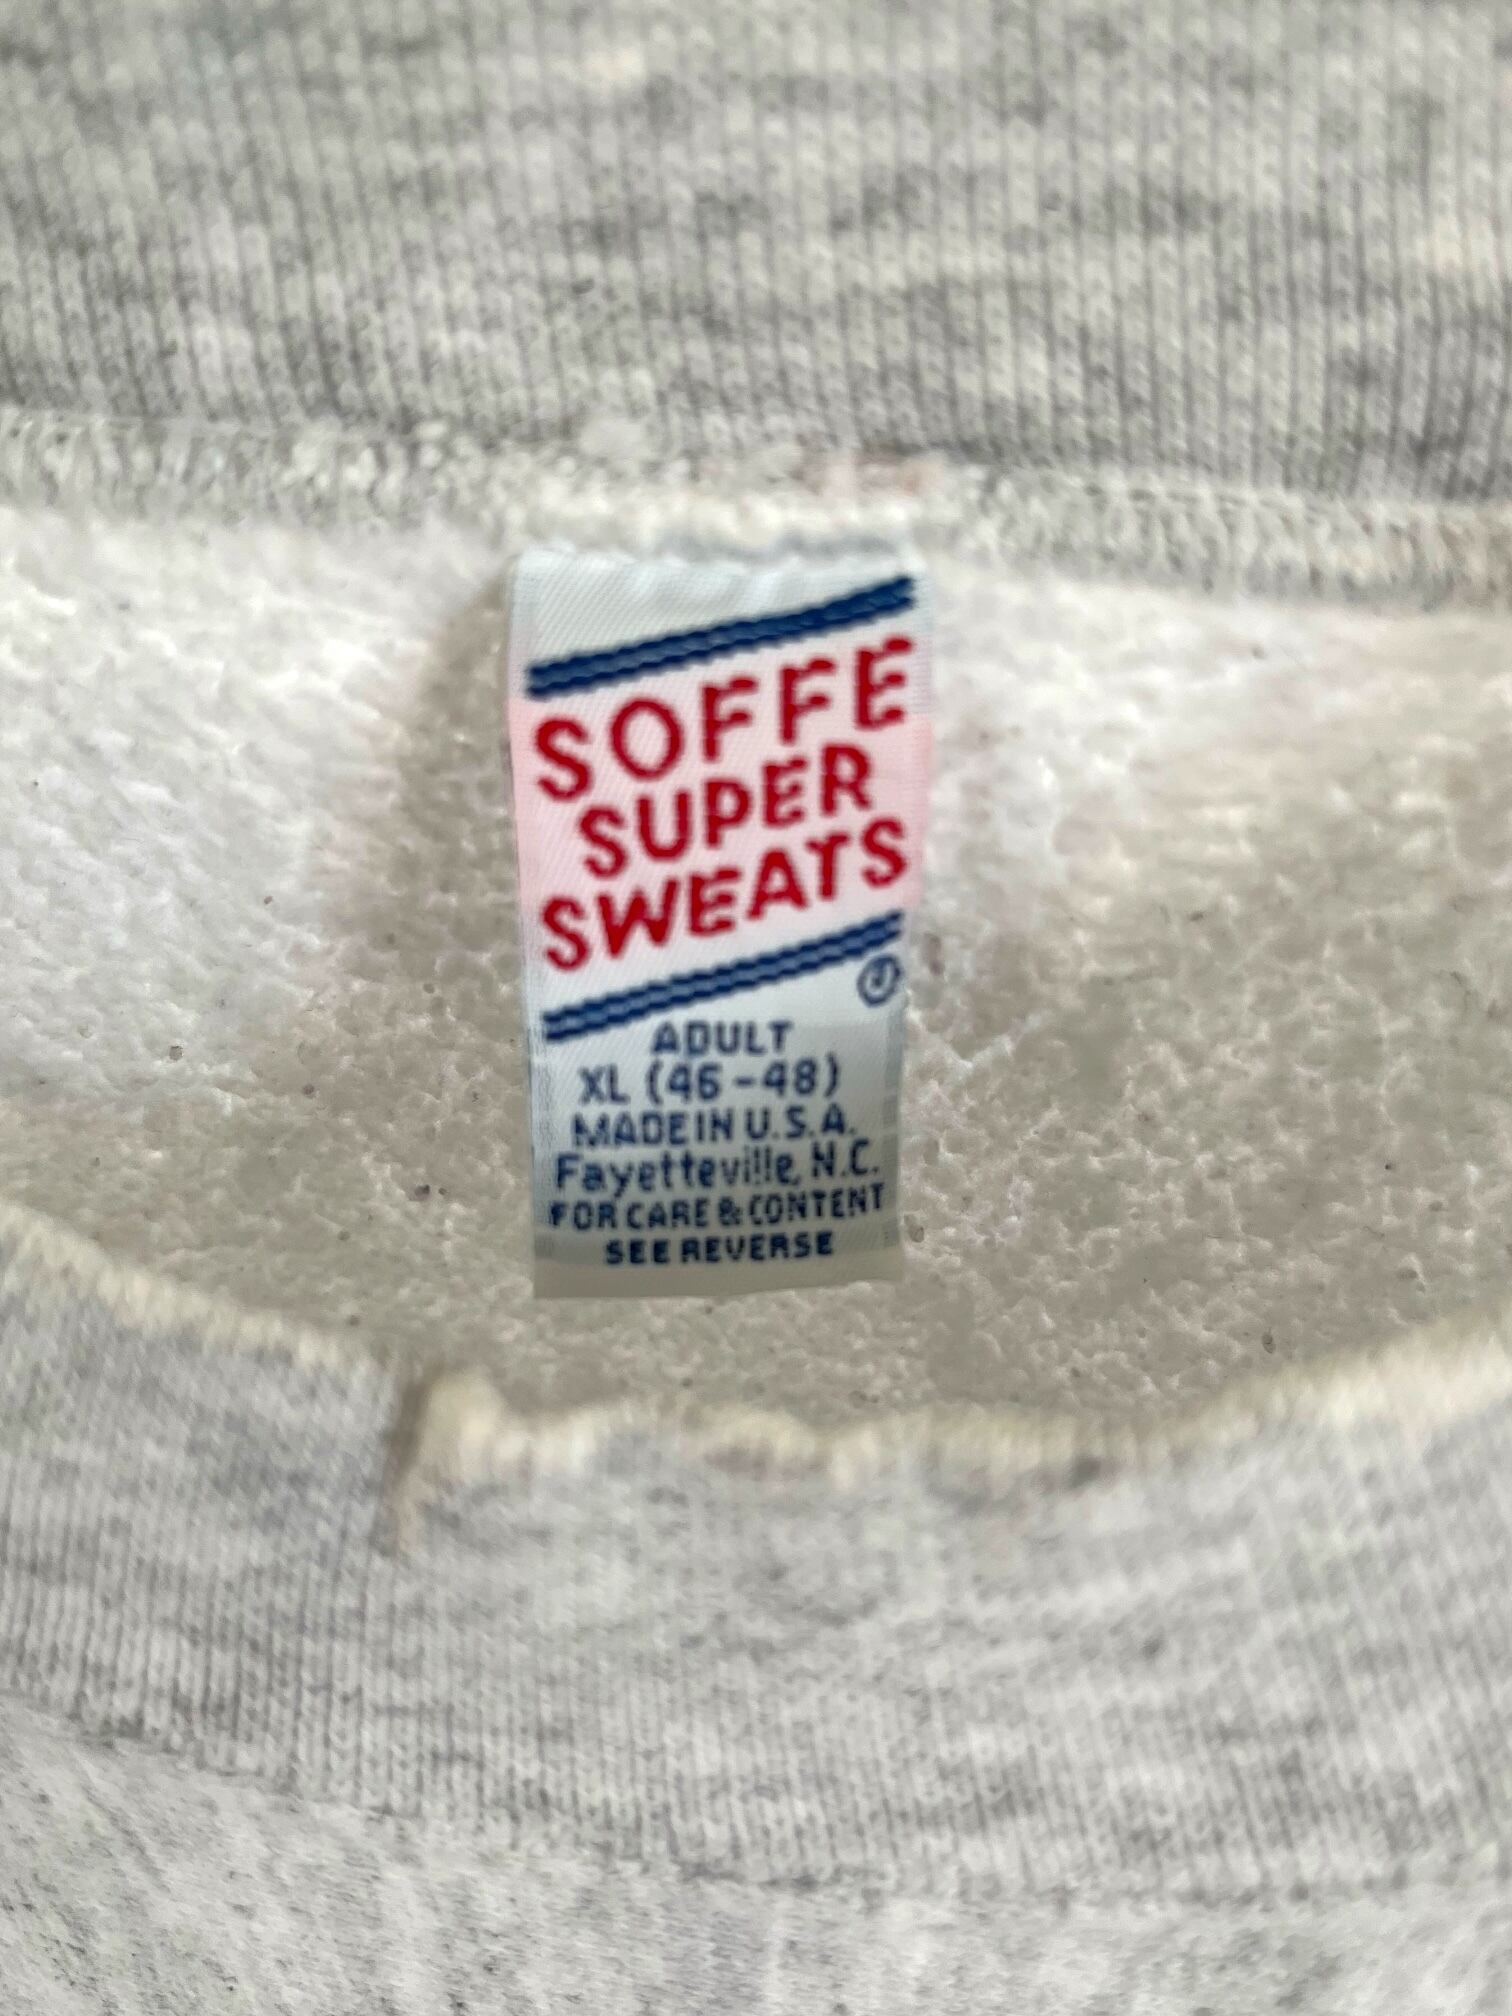 SOFFE
SUPER
SWEATS
ADULT
XL (46-48)
MADE IN U.S.A.
Fayetteville, N.C.
FOR CARE & CONTENT
SEE REVERSE